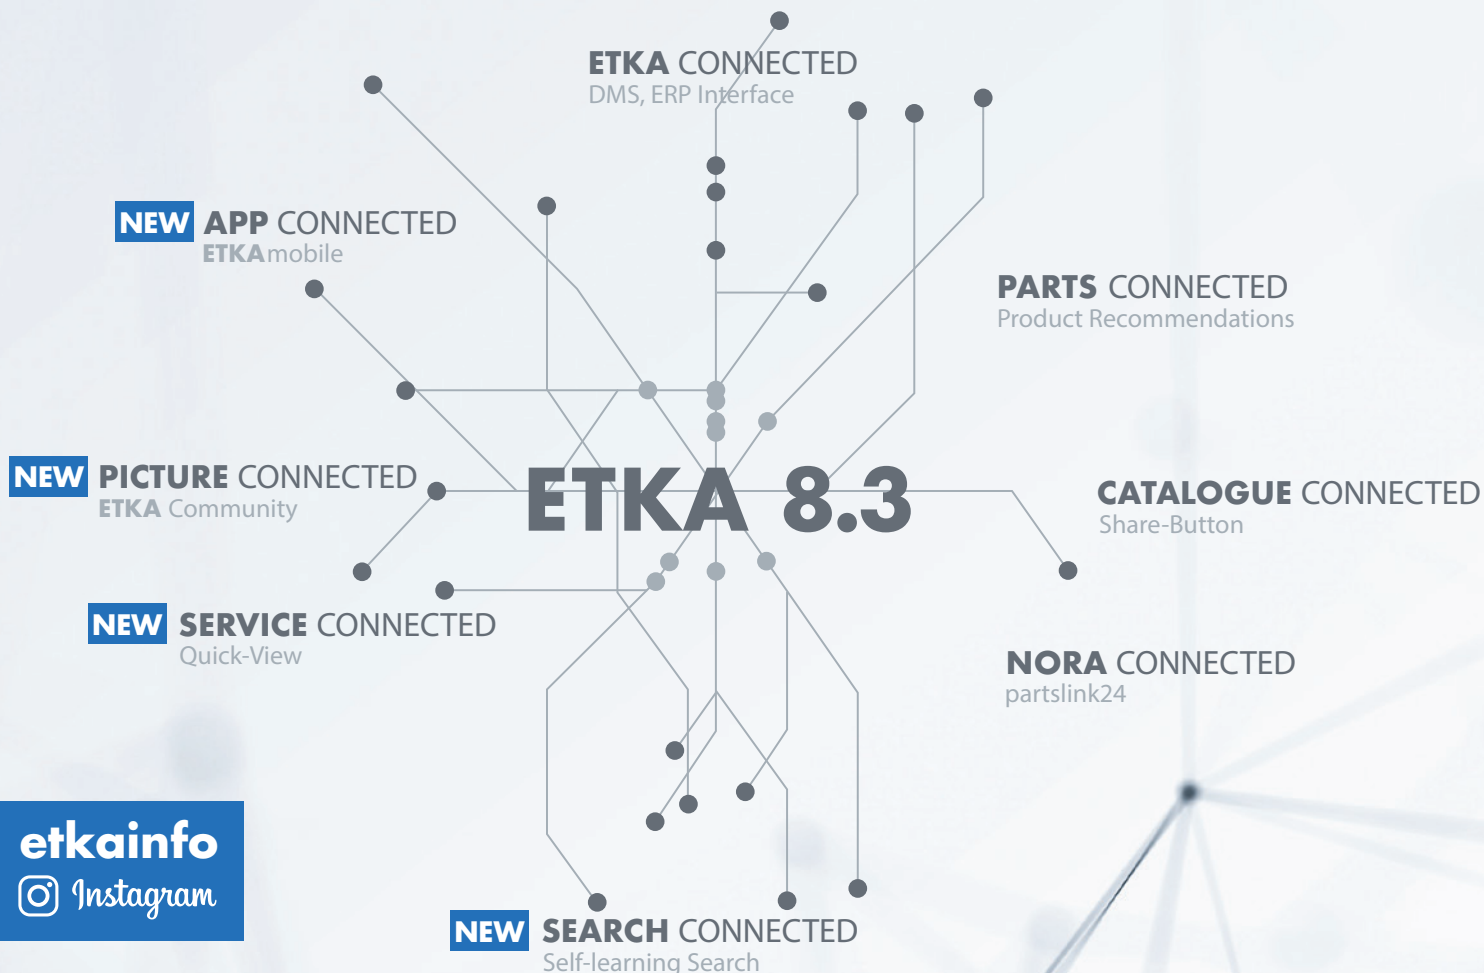 ETKA CONNECTED
DMS, ERP Interface
NEW APP CONNECTED
ETKAmobile
PARTS CONNECTED
Product Recommendations
NEW PICTURE CONNECTED
ETKA Community
ETKA 8.3
CATALOGUE CONNECTED
Share-Button
NEW SERVICE CONNECTED
Quick-View
NORA CONNECTED
partslink24
etkainfo
Instagram
NEW SEARCH CONNECTED
Self-learning Search